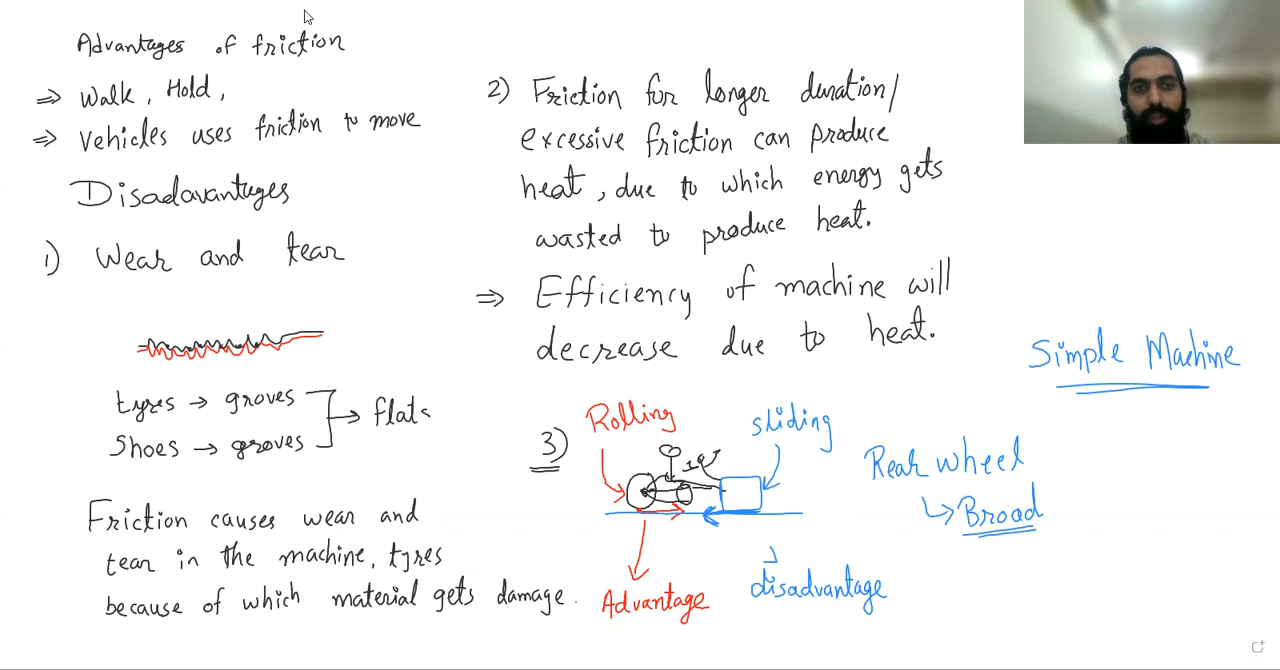 Advantages of friction
⇒ Walk, Hold,
⇒ Vehicles uses friction to move
Disadavantuges
1) Wear and tear
tyres → groves
Shoes → groves
→ flats
Friction causes wear and
tear in the machine, tyres
because of which material gets damage.
2) Friction for longer duration/
excessive friction can produce
heat, due to which energy gets
wasted to produce heat.
⇒ Efficiency of machine will
decrease due to heat.
3)
Rolling
sliding
Advantage
disadvantage
Simple Machine
Rear wheel
↳ Broad